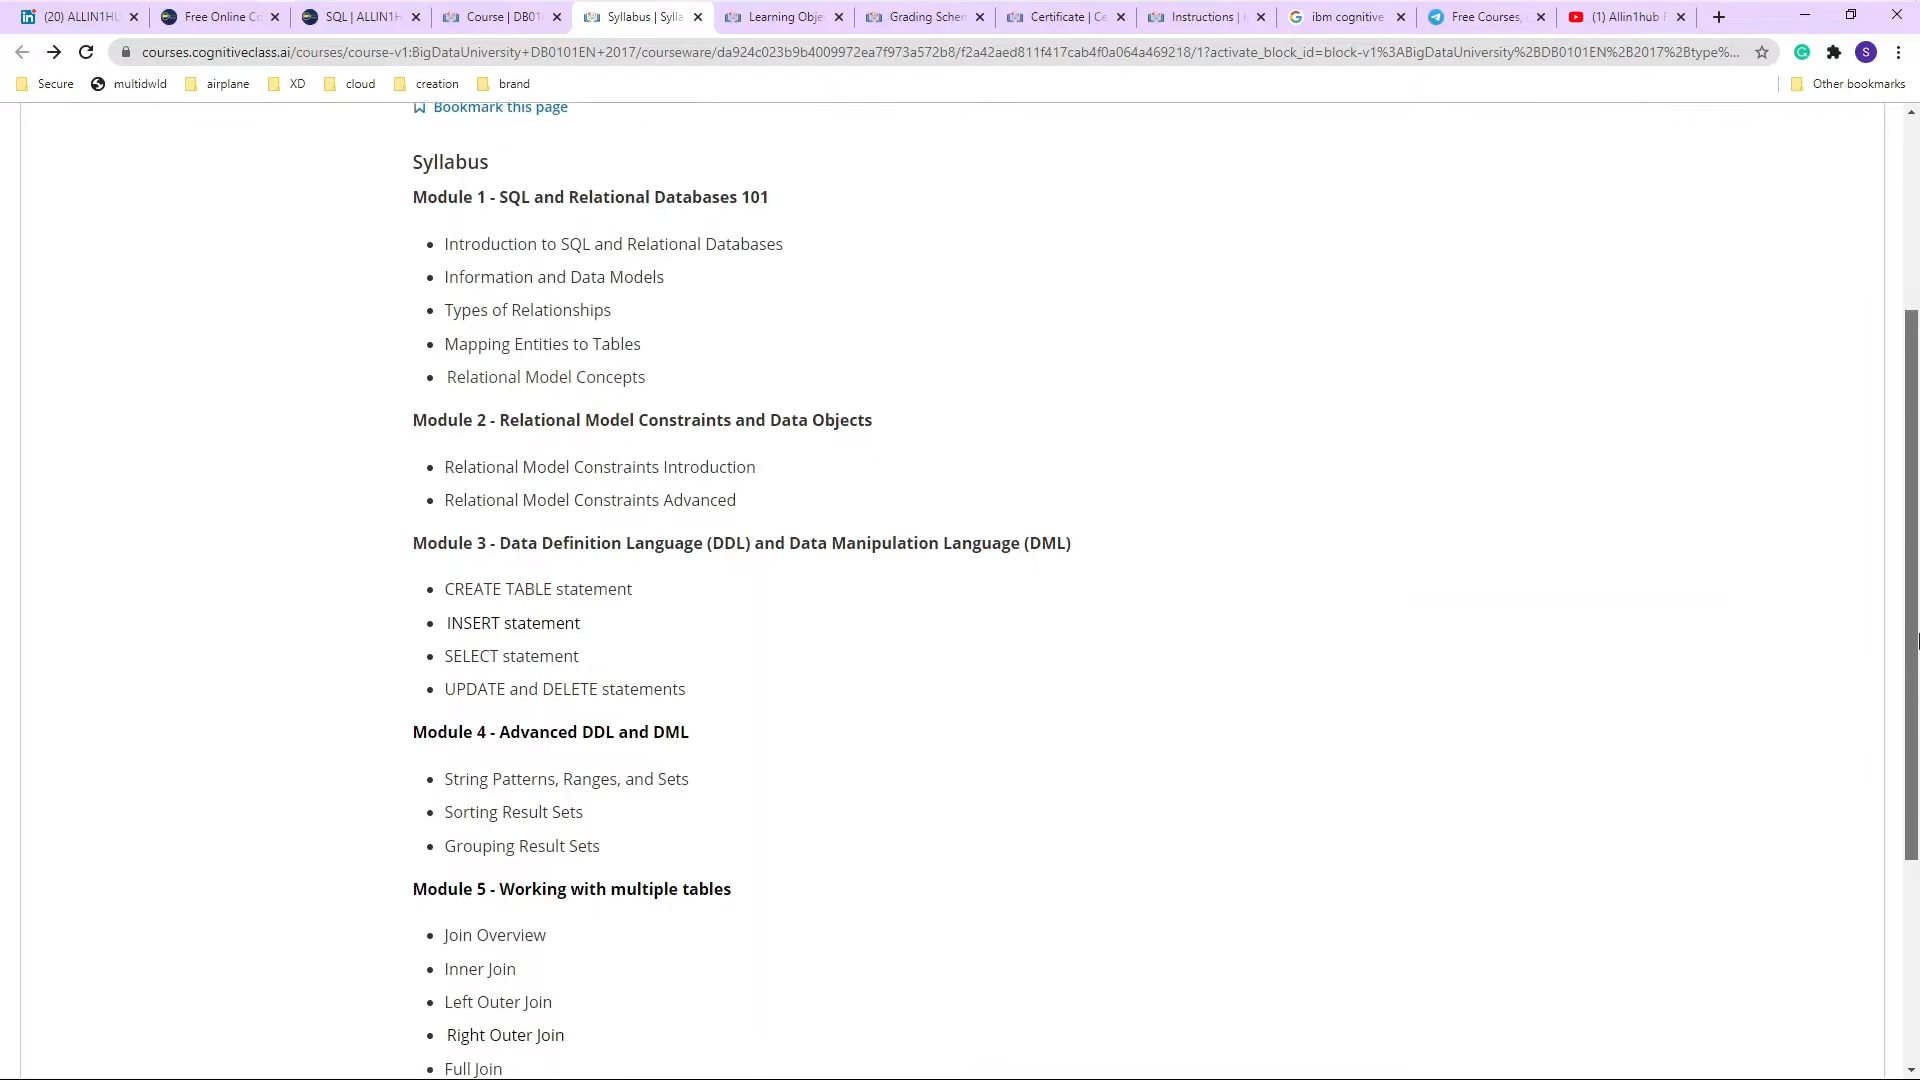 (20) ALLIN1HU
Free Online Co
SQL | ALLIN1H
Course | DB01
Syllabus | Sylla
Learning Obje
Grading Schem
Certificate | Ce
Instructions |
ibm cognitive
Free Courses,
(1) Allin1hub F
courses.cognitiveclass.ai/courses/course-v1:BigDataUniversity+DB0101EN+2017/courseware/da924c023b9b4009972ea7f973a572b8/f2a42aed811f417cab4f0a064a469218/1?activate_block_id=block-v1%3ABigDataUniversity%2BDB0101EN%2B2017%2Btype%...
S
Secure
multidwld
airplane
XD
cloud
creation
brand
Other bookmarks
Bookmark this page
Syllabus
Module 1 - SQL and Relational Databases 101
• Introduction to SQL and Relational Databases
• Information and Data Models
• Types of Relationships
• Mapping Entities to Tables
• Relational Model Concepts
Module 2 - Relational Model Constraints and Data Objects
• Relational Model Constraints Introduction
• Relational Model Constraints Advanced
Module 3 - Data Definition Language (DDL) and Data Manipulation Language (DML)
• CREATE TABLE statement
• INSERT statement
• SELECT statement
• UPDATE and DELETE statements
Module 4 - Advanced DDL and DML
• String Patterns, Ranges, and Sets
• Sorting Result Sets
• Grouping Result Sets
Module 5 - Working with multiple tables
• Join Overview
• Inner Join
• Left Outer Join
• Right Outer Join
• Full Join